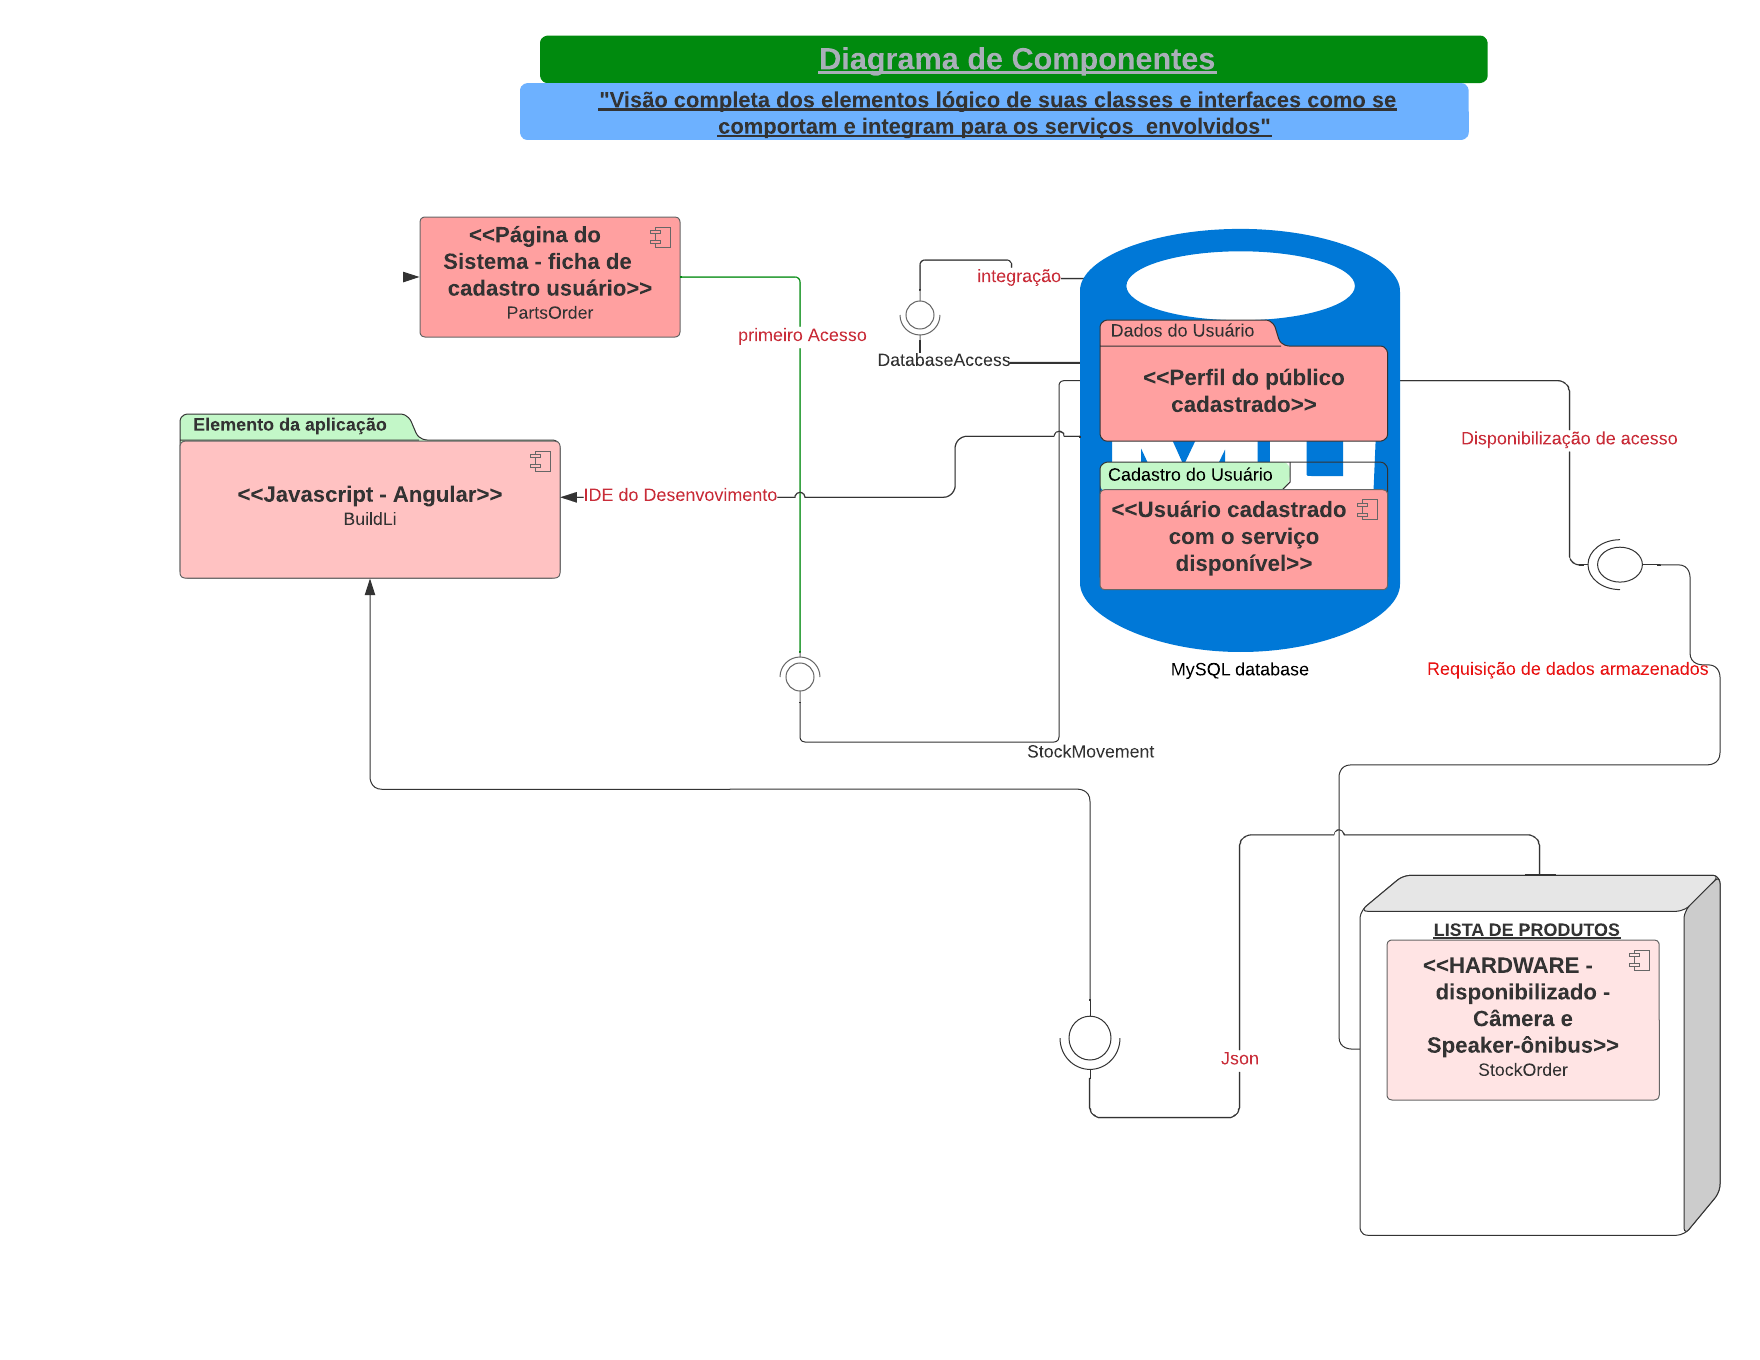 Diagrama de Componentes
"Visão completa dos elementos lógico de suas classes e interfaces como se
comportam e integram para os serviços  envolvidos"
<<Página do
Sistema - ficha de
cadastro usuário>>
PartsOrder
integração
primeiro Acesso
DatabaseAccess
Dados do Usuário
<<Perfil do público
cadastrado>>
Elemento da aplicação
<<Javascript - Angular>>
BuildLi
IDE do Desenvovimento
Disponibilização de acesso
Cadastro do Usuário
<<Usuário cadastrado
com o serviço
disponível>>
MySQL database
Requisição de dados armazenados
StockMovement
Json
LISTA DE PRODUTOS
<<HARDWARE -
disponibilizado -
Câmera e
Speaker-ônibus>>
StockOrder